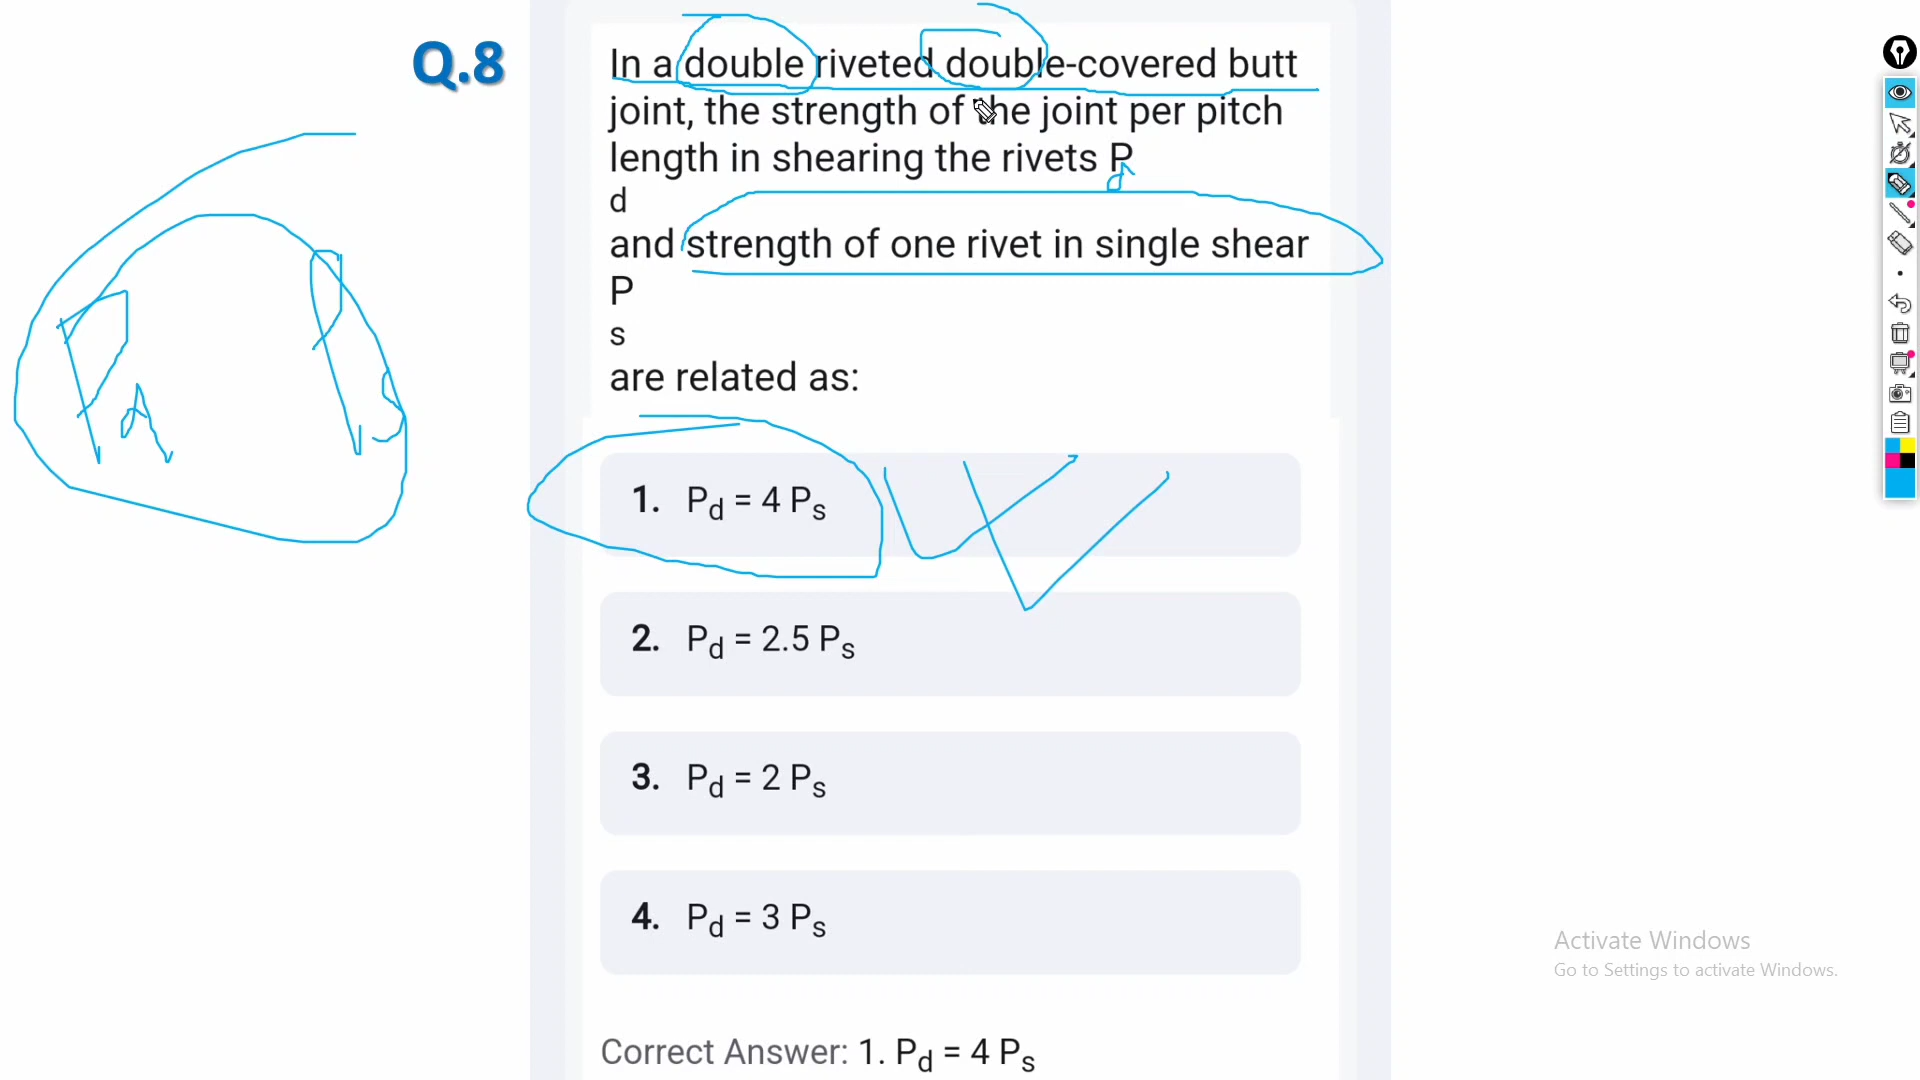 Q.8
In a double riveted double-covered butt
joint, the strength of the joint per pitch
length in shearing the rivets P
d
d
and strength of one rivet in single shear
P
s
are related as:
Pd
Ps
1. Pd = 4 Ps
2. Pd = 2.5 Ps
3. Pd = 2 Ps
4. Pd = 3 Ps
Correct Answer: 1. Pd = 4 Ps
Activate Windows
Go to Settings to activate Windows.